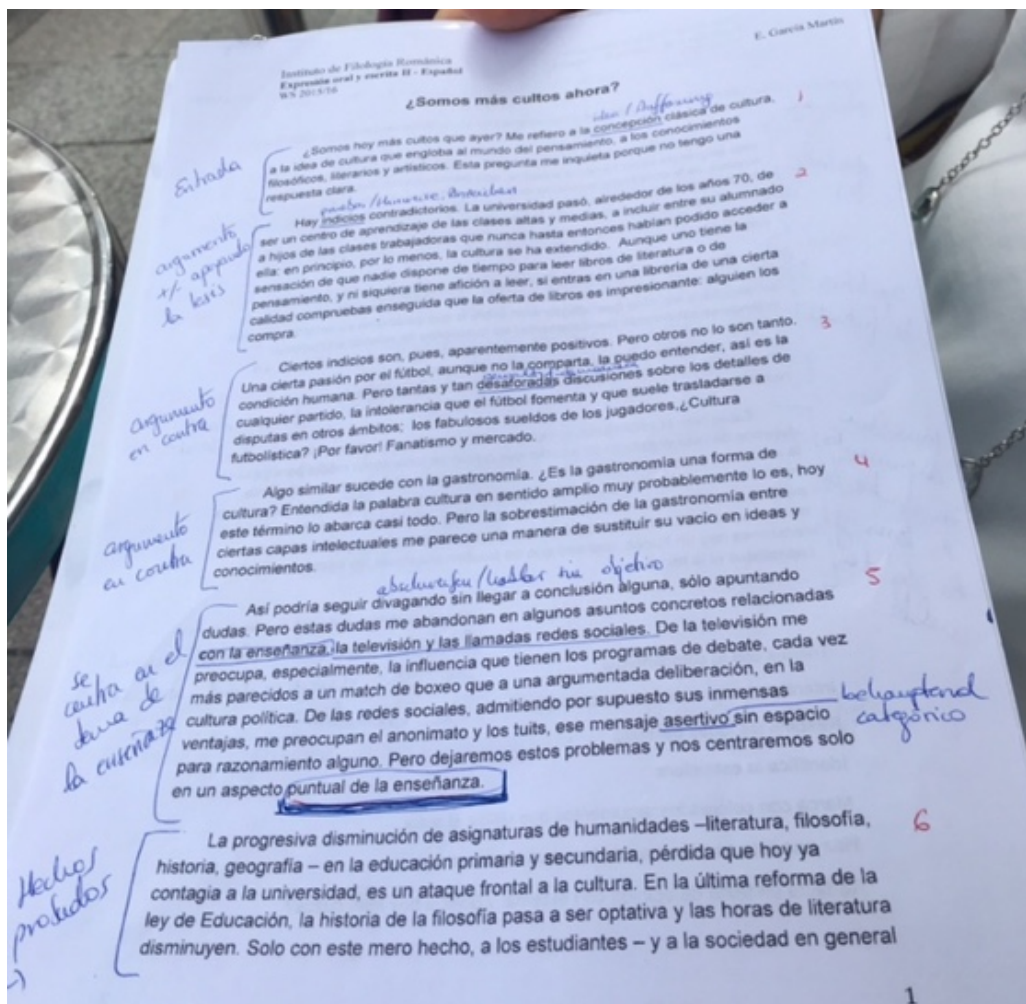 E. García Martín
Instituto de Filología Románica
Expresión oral y escrita II - Español
WS 2015/16
¿Somos más cultos ahora?
idea / Auffassung
¿Somos hoy más cultos que ayer? Me refiero a la concepción clásica de cultura, 1
Entrada
a la idea de cultura que engloba al mundo del pensamiento, a los conocimientos
filosóficos, literarios y artísticos. Esta pregunta me inquieta porque no tengo una
respuesta clara.
Hay indicios contradictorios. La universidad pasó, alrededor de los años 70, de 2
ser un centro de aprendizaje de las clases altas y medias, a incluir entre su alumnado
argumento
+/- apoyando
la tesis
a hijos de las clases trabajadoras que nunca hasta entonces habían podido acceder a
ella: en principio, por lo menos, la cultura se ha extendido. Aunque uno tiene la
sensación de que nadie dispone de tiempo para leer libros de literatura o de
pensamiento, y ni siquiera tiene afición a leer, si entras en una librería de una cierta
calidad compruebas enseguida que la oferta de libros es impresionante: alguien los
compra.
Ciertos indicios son, pues, aparentemente positivos. Pero otros no lo son tanto. 3
Una cierta pasión por el fútbol, aunque no la comparta, la puedo entender, así es la
argumento
en contra
condición humana. Pero tantas y tan desaforadas discusiones sobre los detalles de
cualquier partido, la intolerancia que el fútbol fomenta y que suele trasladarse a
disputas en otros ámbitos; los fabulosos sueldos de los jugadores,¿Cultura
futbolística? ¡Por favor! Fanatismo y mercado.
Algo similar sucede con la gastronomía. ¿Es la gastronomía una forma de 4
cultura? Entendida la palabra cultura en sentido amplio muy probablemente lo es, hoy
argumento
en contra
este término lo abarca casi todo. Pero la sobrestimación de la gastronomía entre
ciertas capas intelectuales me parece una manera de sustituir su vacío en ideas y
conocimientos.
abschweifen / hablar sin objetivo
Así podría seguir divagando sin llegar a conclusión alguna, sólo apuntando 5
dudas. Pero estas dudas me abandonan en algunos asuntos concretos relacionadas
se
centra en el
tema de
la enseñanza
con la enseñanza, la televisión y las llamadas redes sociales. De la televisión me
preocupa, especialmente, la influencia que tienen los programas de debate, cada vez
más parecidos a un match de boxeo que a una argumentada deliberación, en la
cultura política. De las redes sociales, admitiendo por supuesto sus inmensas
behauptend
categórico
ventajas, me preocupan el anonimato y los tuits, ese mensaje asertivo sin espacio
para razonamiento alguno. Pero dejaremos estos problemas y nos centraremos solo
en un aspecto puntual de la enseñanza.
La progresiva disminución de asignaturas de humanidades –literatura, filosofía, 6
Hechos
probados
historia, geografía – en la educación primaria y secundaria, pérdida que hoy ya
contagia a la universidad, es un ataque frontal a la cultura. En la última reforma de la
ley de Educación, la historia de la filosofía pasa a ser optativa y las horas de literatura
disminuyen. Solo con este mero hecho, a los estudiantes – y a la sociedad en general
1